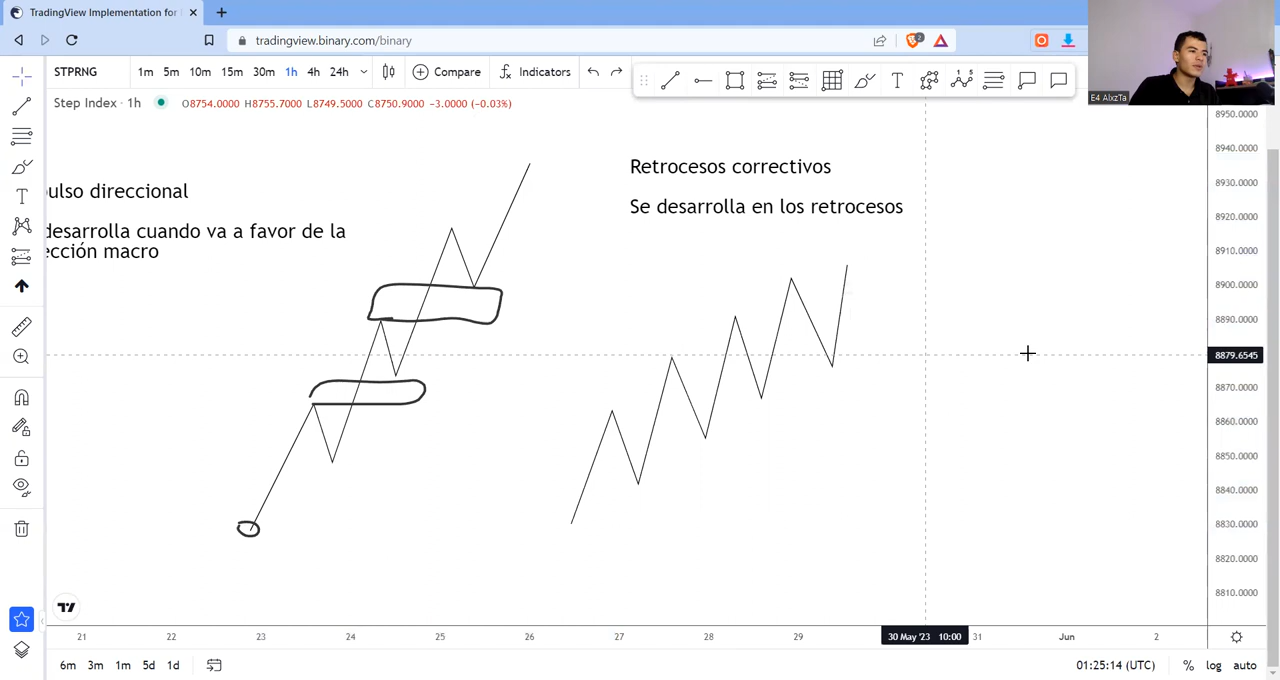 TradingView Implementation for
tradingview.binary.com/binary
2
E4 AlxzTa
STPRNG
1m 5m 10m 15m 30m 1h 4h 24h
Compare
Indicators
Step Index · 1h
O8754.0000 H8755.7000 L8749.5000 C8750.9000 −3.0000 (−0.03%)
ulso direccional
desarrolla cuando va a favor de la
ección macro
Retrocesos correctivos
Se desarrolla en los retrocesos
8950.0000
8940.0000
8930.0000
8920.0000
8910.0000
8900.0000
8890.0000
8879.6545
8870.0000
8860.0000
8850.0000
8840.0000
8830.0000
8820.0000
8810.0000
21 22 23 24 25 26 27 28 29 30 May '23 10:00 31 Jun 2
6m 3m 1m 5d 1d
01:25:14 (UTC) % log auto